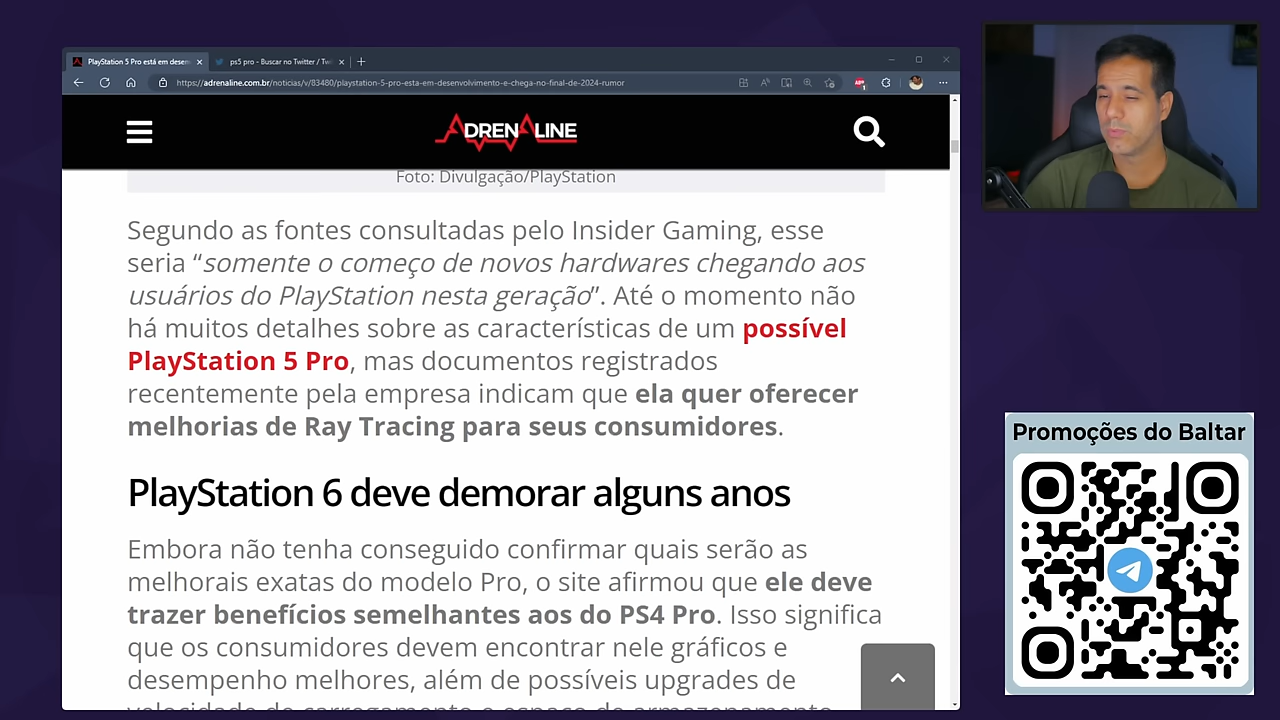 PlayStation 5 Pro está em desen
ps5 pro - Buscar no Twitter / Twi
https://adrenaline.com.br/noticias/v/83480/playstation-5-pro-esta-em-desenvolvimento-e-chega-no-final-de-2024-rumor
ADRENALINE
Foto: Divulgação/PlayStation
Segundo as fontes consultadas pelo Insider Gaming, esse
seria “somente o começo de novos hardwares chegando aos
usuários do PlayStation nesta geração”. Até o momento não
há muitos detalhes sobre as características de um possível
PlayStation 5 Pro, mas documentos registrados
recentemente pela empresa indicam que ela quer oferecer
melhorias de Ray Tracing para seus consumidores.
PlayStation 6 deve demorar alguns anos
Embora não tenha conseguido confirmar quais serão as
melhorais exatas do modelo Pro, o site afirmou que ele deve
trazer benefícios semelhantes aos do PS4 Pro. Isso significa
que os consumidores devem encontrar nele gráficos e
desempenho melhores, além de possíveis upgrades de
velocidade de carregamento e espaço de armazenamento
Promoções do Baltar